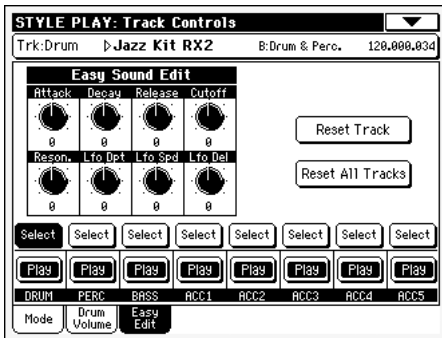 STYLE PLAY: Track Controls
Trk:Drum ▷Jazz Kit RX2 B:Drum & Perc. 120.000.034
Easy Sound Edit
Attack Decay Release Cutoff
0 0 0 0
Reson. Lfo Dpt Lfo Spd Lfo Del
0 0 0 0
Reset Track
Reset All Tracks
Select Select Select Select Select Select Select Select
Play Play Play Play Play Play Play Play
DRUM PERC BASS ACC1 ACC2 ACC3 ACC4 ACC5
Mode Drum Volume Easy Edit